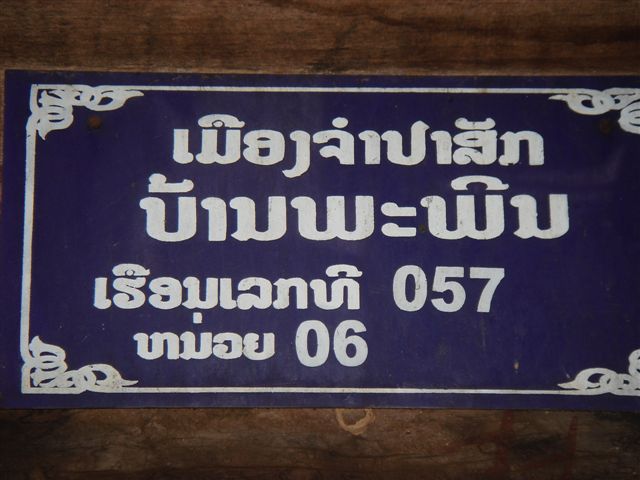 ເມືອງຈຳປາສັກ
ບ້ານພະພິນ
ເຮືອນເລກທີ 057
ຫນ່ວຍ 06